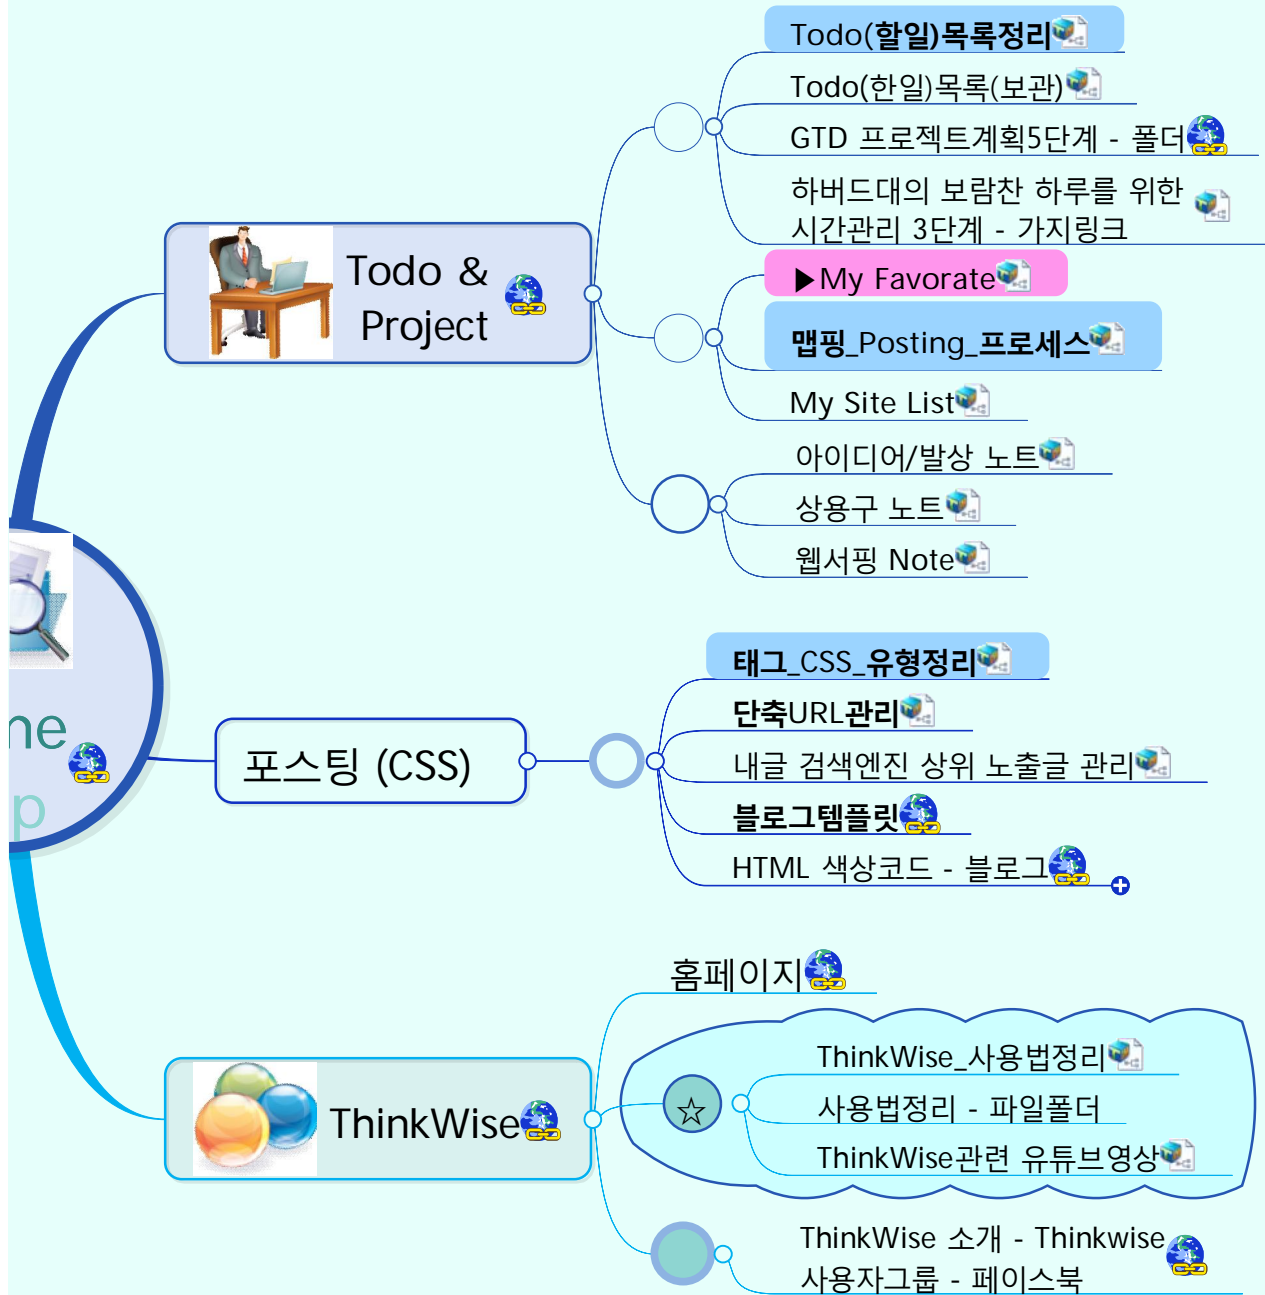 Todo(할일)목록정리
Todo(한일)목록(보관)
GTD 프로젝트계획5단계 - 폴더
하버드대의 보람찬 하루를 위한
시간관리 3단계 - 가지링크
Todo &
Project
▶My Favorate
맵핑_Posting_프로세스
My Site List
아이디어/발상 노트
상용구 노트
웹서핑 Note
태그_CSS_유형정리
단축URL관리
포스팅 (CSS)
내글 검색엔진 상위 노출글 관리
블로그템플릿
HTML 색상코드 - 블로그
홈페이지
ThinkWise
☆
ThinkWise_사용법정리
사용법정리 - 파일폴더
ThinkWise관련 유튜브영상
ThinkWise 소개 - Thinkwise
사용자그룹 - 페이스북